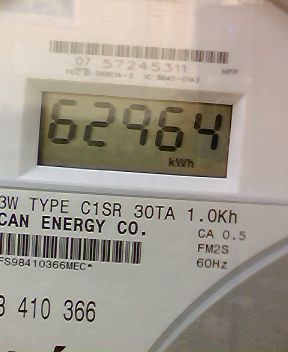 07 57245311
62964
kWh
3W TYPE C1SR 30TA 1.0Kh
CAN ENERGY CO.
CA 0.5
FM2S
60Hz
FS98410366MEC*
410 366